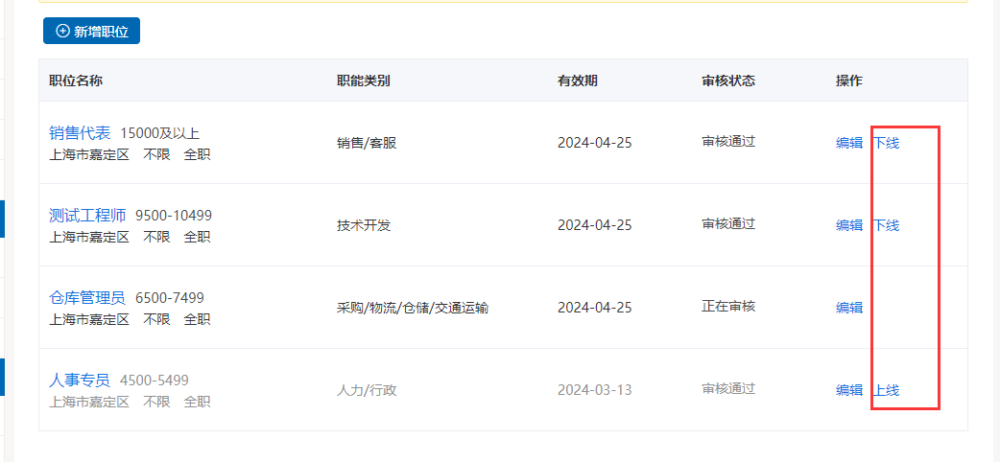 新增职位
职位名称 职能类别 有效期 审核状态 操作
销售代表 15000及以上
上海市嘉定区 不限 全职
销售/客服 2024-04-25 审核通过 编辑 下线
测试工程师 9500-10499
上海市嘉定区 不限 全职
技术开发 2024-04-25 审核通过 编辑 下线
仓库管理员 6500-7499
上海市嘉定区 不限 全职
采购/物流/仓储/交通运输 2024-04-25 正在审核 编辑
人事专员 4500-5499
上海市嘉定区 不限 全职
人力/行政 2024-03-13 审核通过 编辑 上线